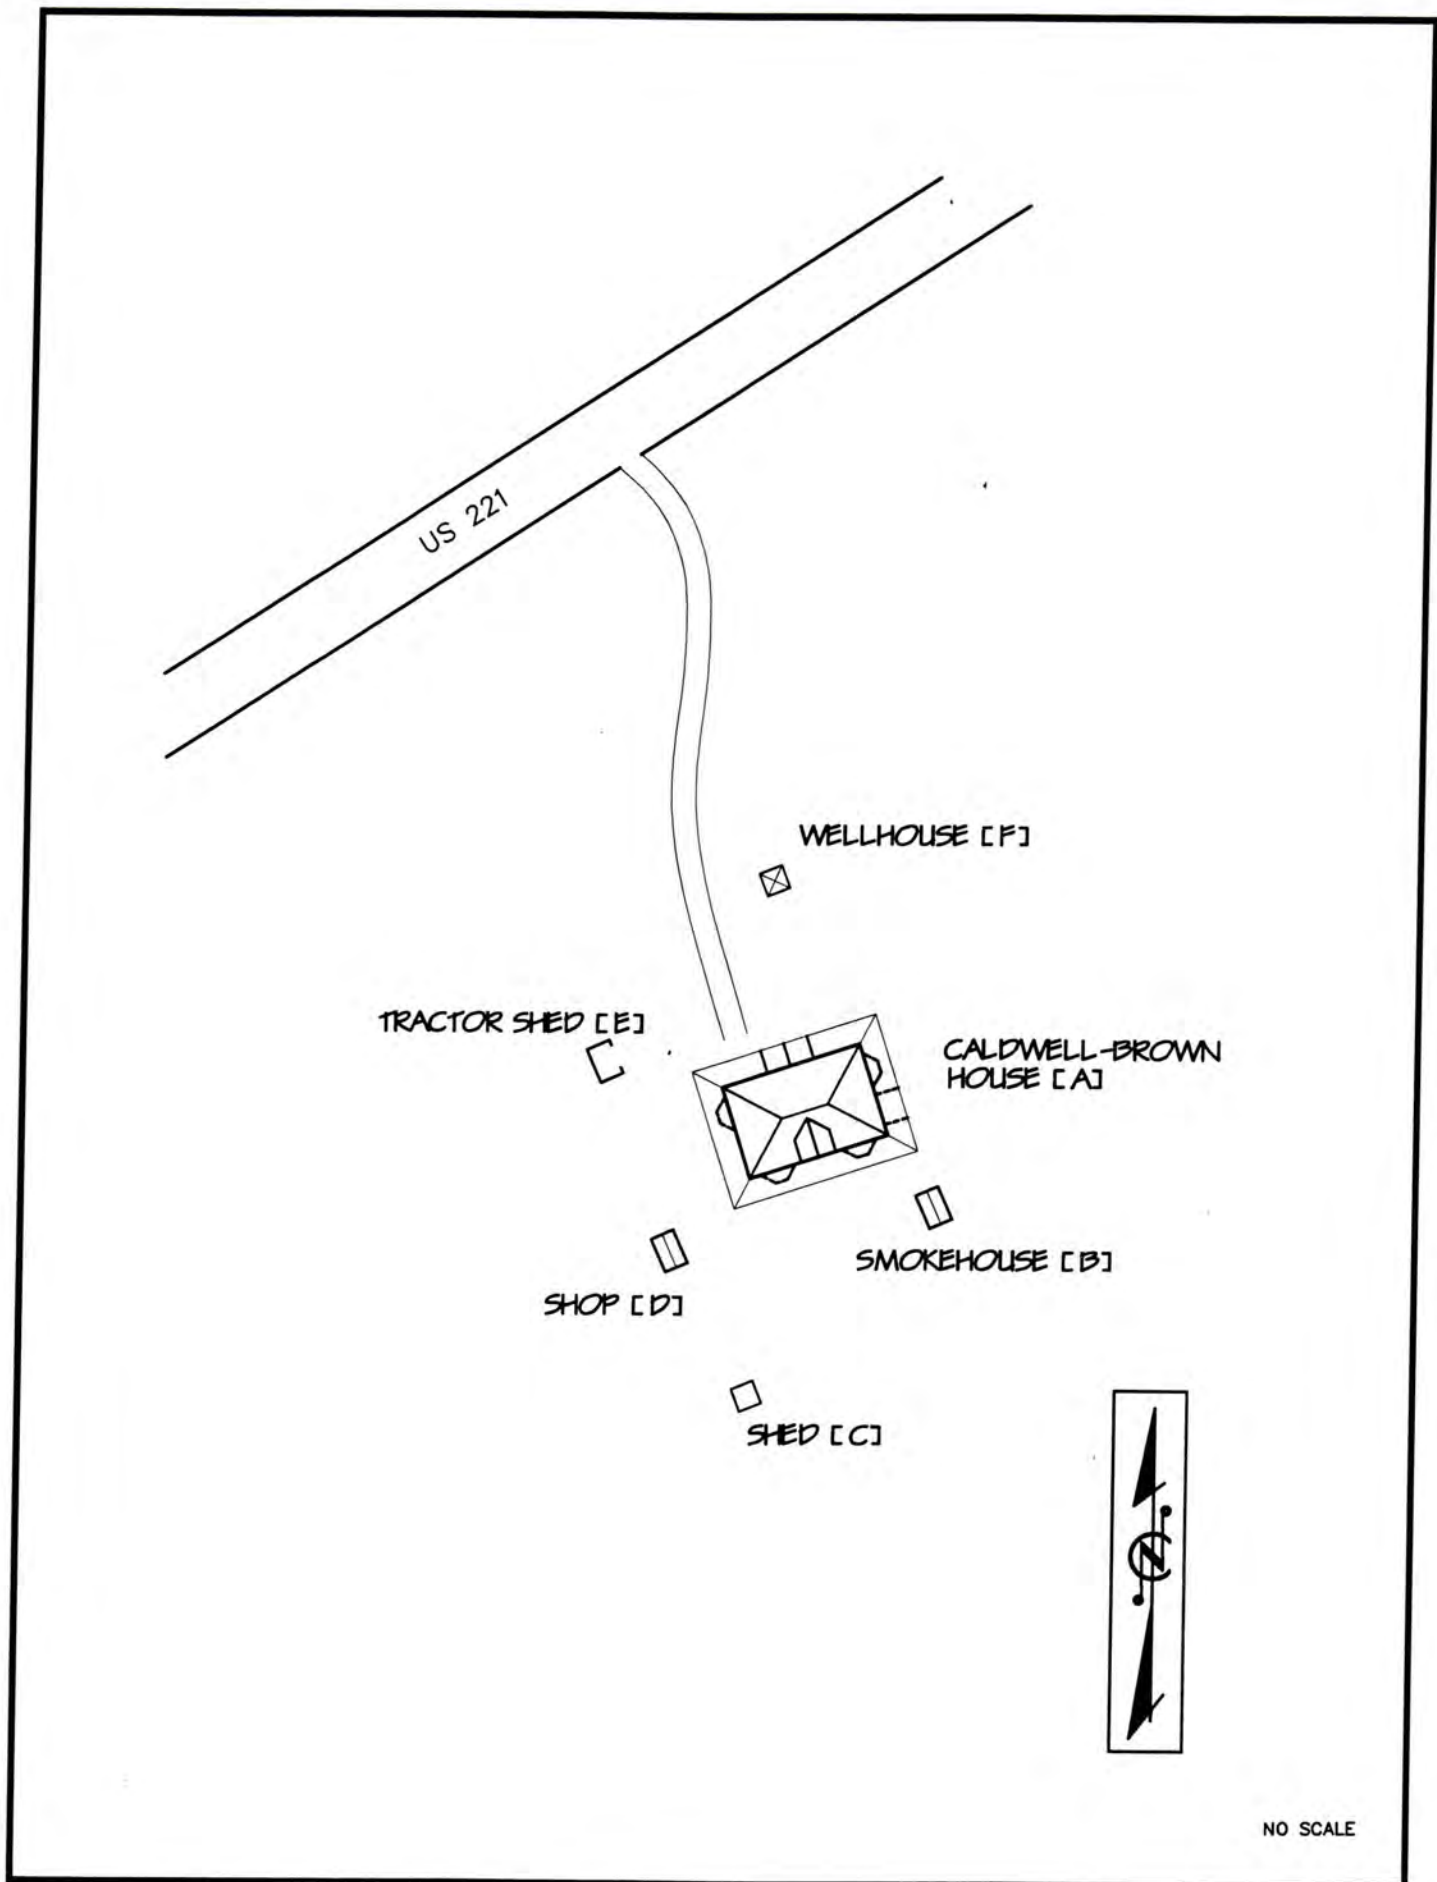 US 221
WELLHOUSE [F]
TRACTOR SHED [E]
CALDWELL-BROWN
HOUSE [A]
SMOKEHOUSE [B]
SHOP [D]
SHED [C]
N
NO SCALE